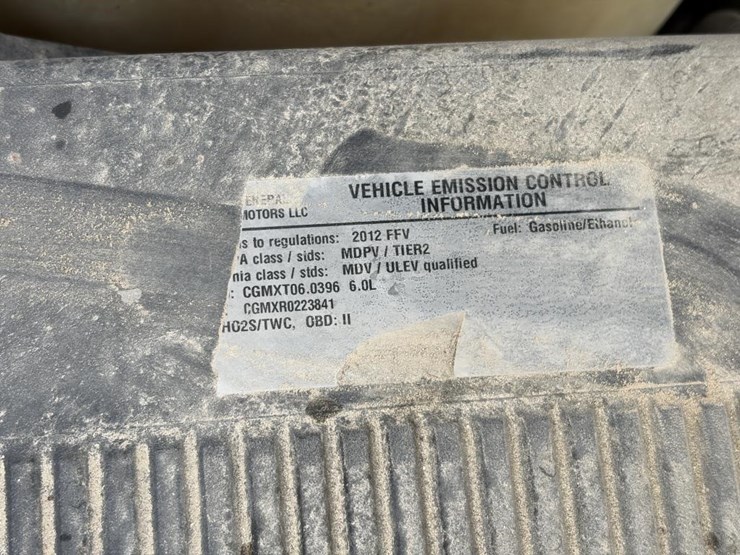 VEHICLE EMISSION CONTROL
INFORMATION
MOTORS LLC
s to regulations: 2012 FFV Fuel: Gasoline/Ethanol
A class / stds: MDPV / TIER2
nia class / stds: MDV / ULEV qualified
: CGMXT06.0396 6.0L
CGMXR0223841
HO2S/TWC, OBD: II